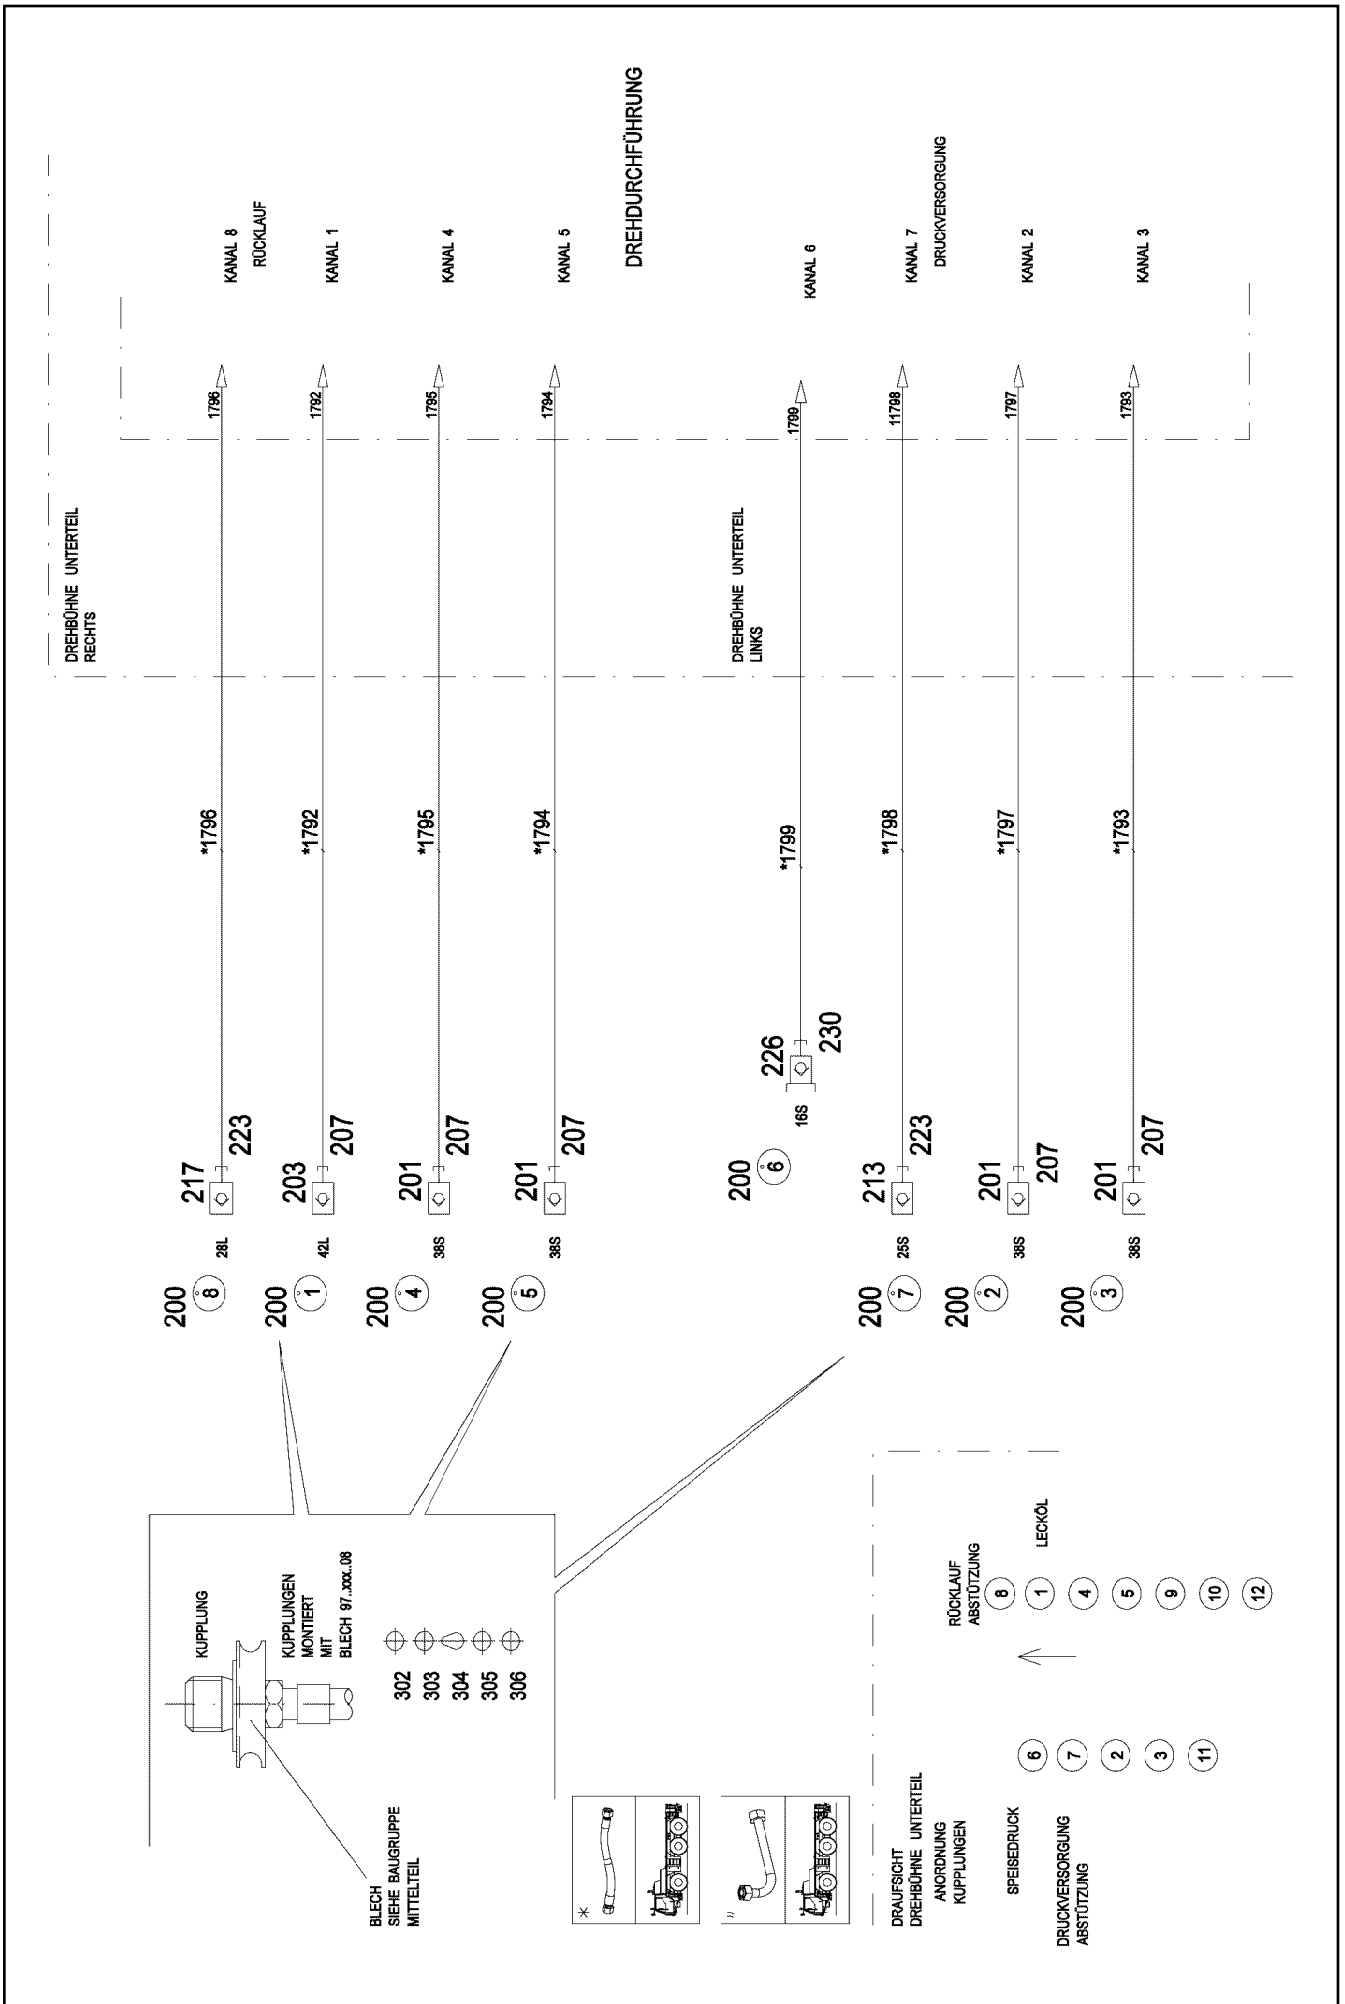 DREHBÜHNE UNTERTEIL
RECHTS
KANAL 8
RÜCKLAUF
1796
*1796
217
223
28L
200
8
KANAL 1
1792
*1792
203
207
42L
200
1
KANAL 4
1795
*1795
201
207
38S
200
4
KANAL 5
1794
*1794
201
207
38S
200
5
DREHDURCHFÜHRUNG
DREHBÜHNE UNTERTEIL
LINKS
KANAL 6
1799
*1799
226
230
16S
200
6
KANAL 7
DRUCKVERSORGUNG
11798
*1798
213
223
25S
200
7
KANAL 2
1797
*1797
201
207
38S
200
2
KANAL 3
1793
*1793
201
207
38S
200
3
KUPPLUNG
KUPPLUNGEN
MONTIERT
MIT
BLECH 97..xxx..08
302
303
304
305
306
BLECH
SIEHE BAUGRUPPE
MITTELTEIL
*
DRAUFSICHT
DREHBÜHNE UNTERTEIL
ANORDNUNG
KUPPLUNGEN
SPEISEDRUCK
DRUCKVERSORGUNG
ABSTÜTZUNG
6
7
2
3
11
RÜCKLAUF
ABSTÜTZUNG
LECKÖL
8
1
4
5
9
10
12